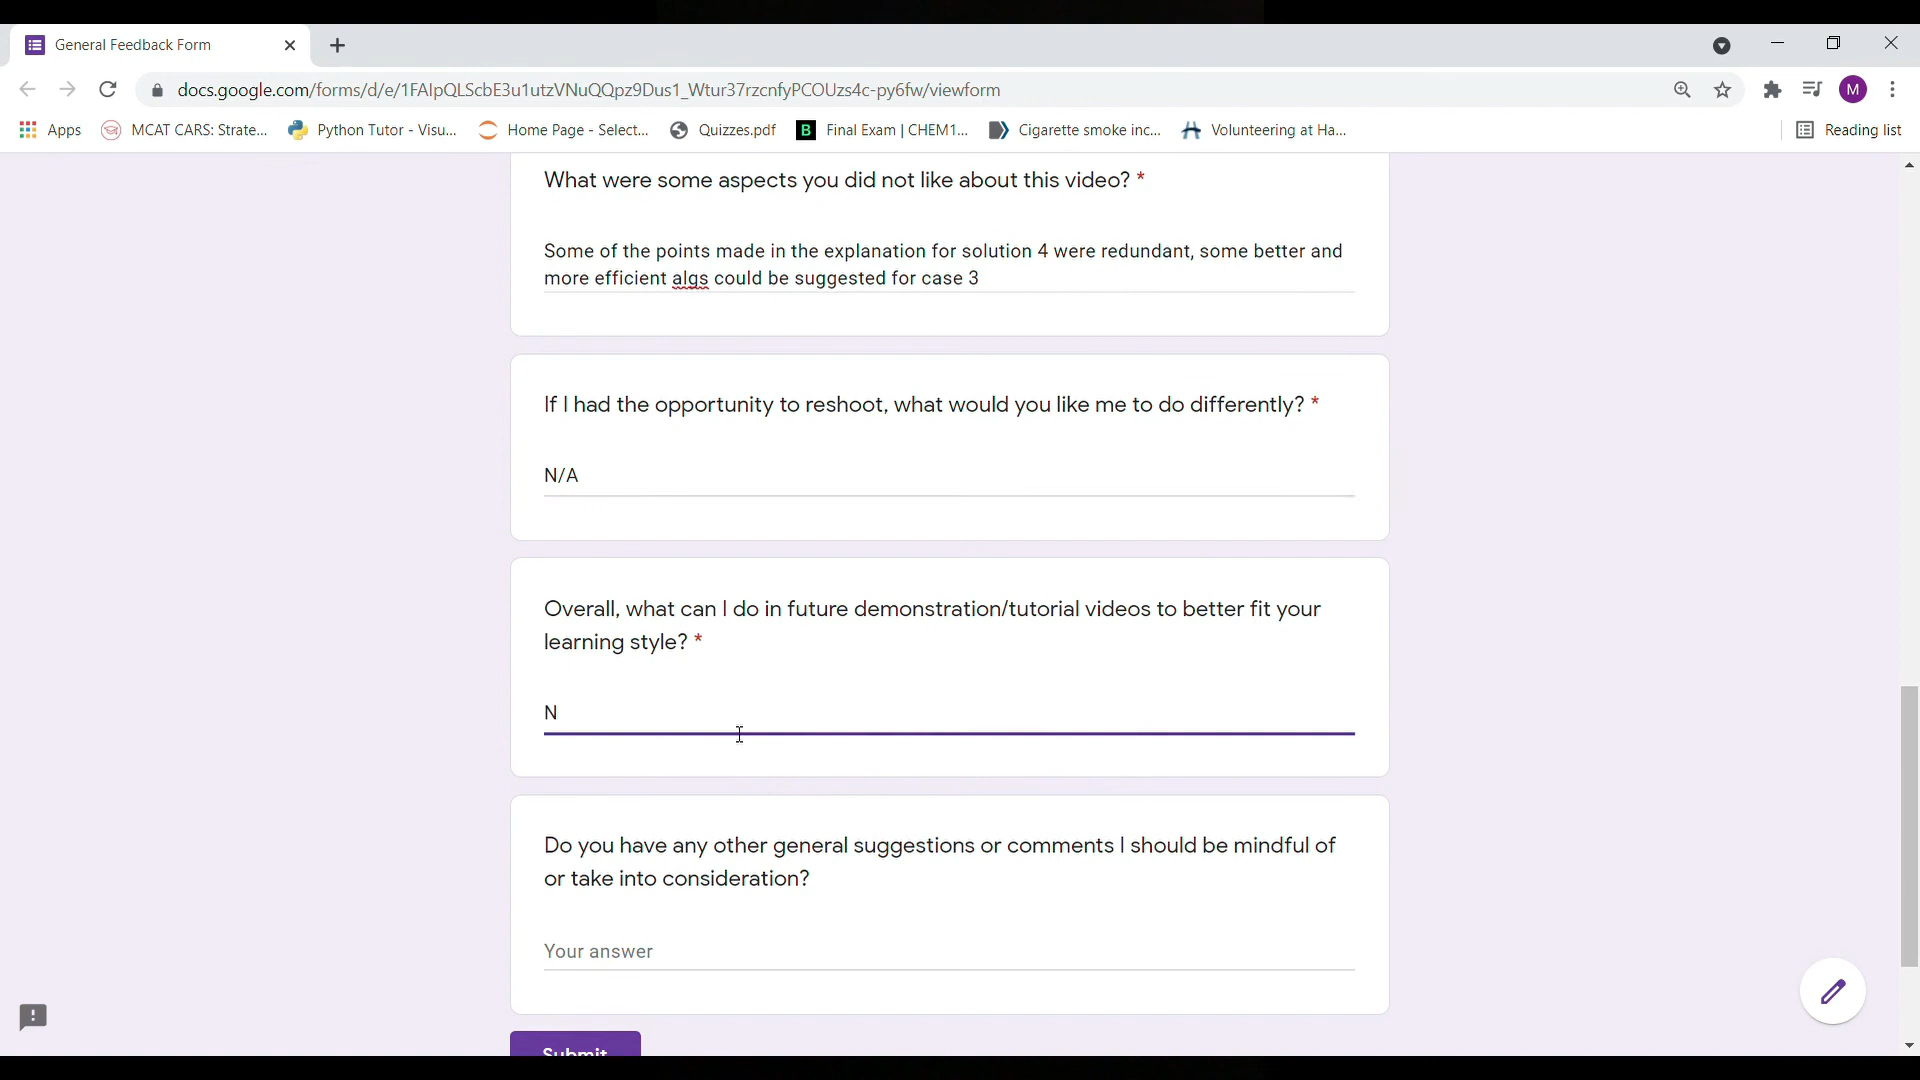 General Feedback Form
docs.google.com/forms/d/e/1FAIpQLScbE3u1utzVNuQQpz9Dus1_Wtur37rzcnfyPCOUzs4c-py6fw/viewform
M
Apps
MCAT CARS: Strate...
Python Tutor - Visu...
Home Page - Select...
Quizzes.pdf
B
Final Exam | CHEM1...
Cigarette smoke inc...
Volunteering at Ha...
Reading list
What were some aspects you did not like about this video? *
Some of the points made in the explanation for solution 4 were redundant, some better and
more efficient algs could be suggested for case 3
If I had the opportunity to reshoot, what would you like me to do differently? *
N/A
Overall, what can I do in future demonstration/tutorial videos to better fit your
learning style? *
N
Do you have any other general suggestions or comments I should be mindful of
or take into consideration?
Your answer
Submit